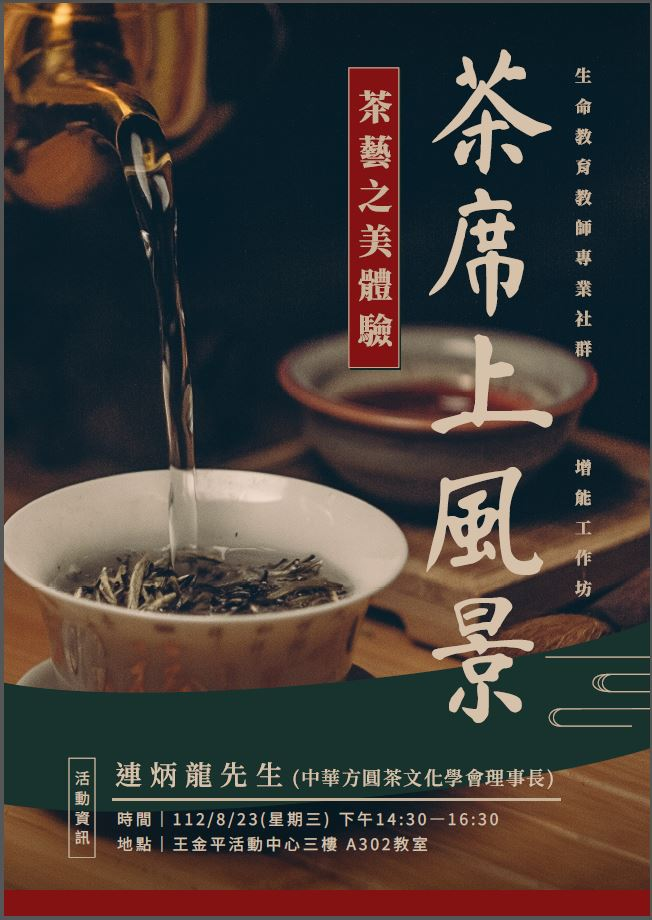 生命教育教師專業社群 增能工作坊
茶席上風景
茶藝之美體驗
活動資訊
連炳龍先生(中華方圓茶文化學會理事長)
時間｜112/8/23(星期三) 下午14:30－16:30
地點｜王金平活動中心三樓 A302教室